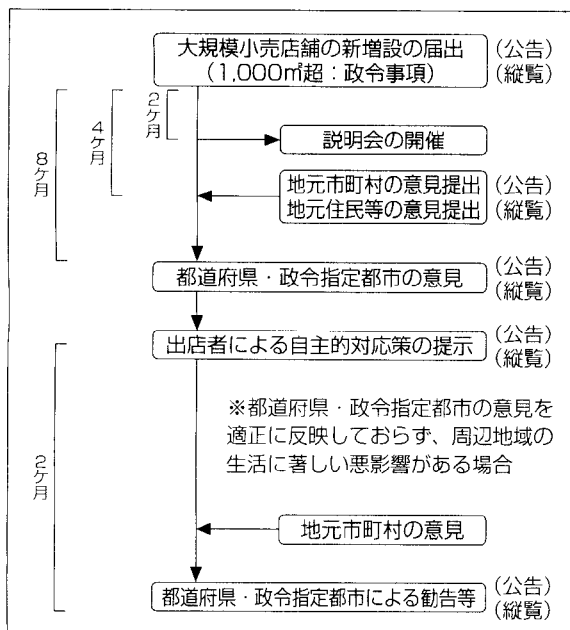 大規模小売店舗の新増設の届出 (公告)
(1,000㎡超：政令事項) (縦覧)
2ヶ月
4ヶ月
8ヶ月
説明会の開催
地元市町村の意見提出 (公告)
地元住民等の意見提出 (縦覧)
都道府県・政令指定都市の意見 (公告)
(縦覧)
出店者による自主的対応策の提示 (公告)
(縦覧)
※都道府県・政令指定都市の意見を
適正に反映しておらず、周辺地域の
生活に著しい悪影響がある場合
2ヶ月
地元市町村の意見
都道府県・政令指定都市による勧告等 (公告)
(縦覧)